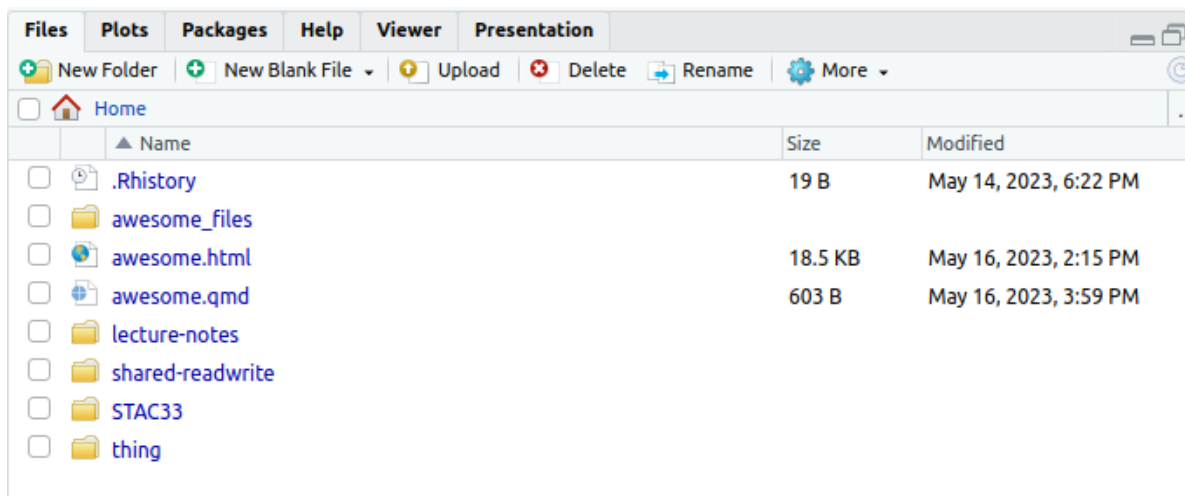 Files Plots Packages Help Viewer Presentation
New Folder New Blank File Upload Delete Rename More
Home
Name Size Modified
.Rhistory 19 B May 14, 2023, 6:22 PM
awesome_files
awesome.html 18.5 KB May 16, 2023, 2:15 PM
awesome.qmd 603 B May 16, 2023, 3:59 PM
lecture-notes
shared-readwrite
STAC33
thing